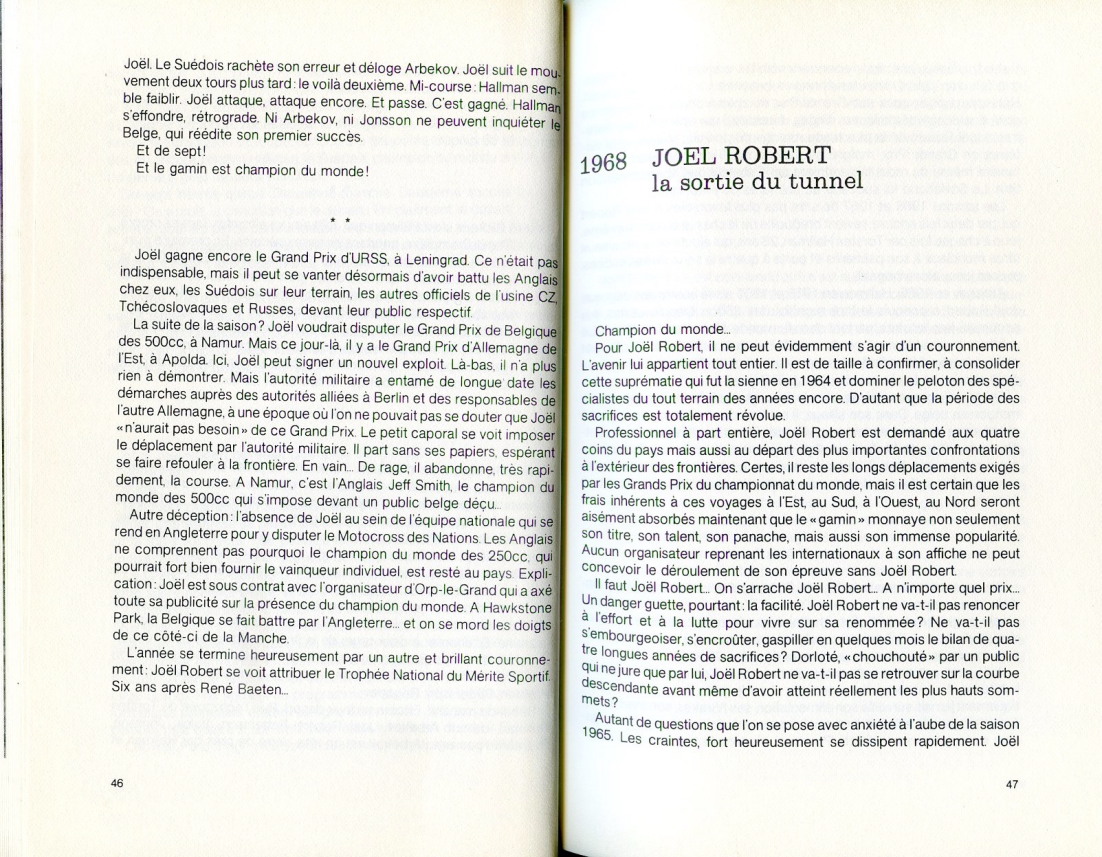 Joël. Le Suédois rachète son erreur et déloge Arbekov. Joël suit le mou-
vement deux tours plus tard : le voilà deuxième. Mi-course : Hallman sem-
ble faiblir. Joël attaque, attaque encore. Et passe. C'est gagné. Hallman
s'effondre, rétrograde. Ni Arbekov, ni Jonsson ne peuvent inquiéter le
Belge, qui réédite son premier succès.
Et de sept !
Et le gamin est champion du monde !
* *
Joël gagne encore le Grand Prix d'URSS, à Leningrad. Ce n'était pas
indispensable, mais il peut se vanter désormais d'avoir battu les Anglais
chez eux, les Suédois sur leur terrain, les autres officiels de l'usine CZ,
Tchécoslovaques et Russes, devant leur public respectif.
La suite de la saison ? Joël voudrait disputer le Grand Prix de Belgique
des 500cc, à Namur. Mais ce jour-là, il y a le Grand Prix d'Allemagne de
l'Est, à Apolda. Ici, Joël peut signer un nouvel exploit. Là-bas, il n'a plus
rien à démontrer. Mais l'autorité militaire a entamé de longue date les
démarches auprès des autorités alliées à Berlin et des responsables de
l'autre Allemagne, à une époque où l'on ne pouvait pas se douter que Joël
« n'aurait pas besoin » de ce Grand Prix. Le petit caporal se voit imposer
le déplacement par l'autorité militaire. Il part sans ses papiers, espérant
se faire refouler à la frontière. En vain... De rage, il abandonne, très rapi-
dement, la course. A Namur, c'est l'Anglais Jeff Smith, le champion du
monde des 500cc qui s'impose devant un public belge déçu...
Autre déception : l'absence de Joël au sein de l'équipe nationale qui se
rend en Angleterre pour y disputer le Motocross des Nations. Les Anglais
ne comprennent pas pourquoi le champion du monde des 250cc, qui
pourrait fort bien fournir le vainqueur individuel, est resté au pays. Expli-
cation : Joël est sous contrat avec l'organisateur d'Orp-le-Grand qui a axé
toute sa publicité sur la présence du champion du monde. A Hawkstone
Park, la Belgique se fait battre par l'Angleterre... et on se mord les doigts
de ce côté-ci de la Manche.
L'année se termine heureusement par un autre et brillant couronne-
ment : Joël Robert se voit attribuer le Trophée National du Mérite Sportif.
Six ans après René Baeten...
46
1968 JOEL ROBERT
la sortie du tunnel
Champion du monde...
Pour Joël Robert, il ne peut évidemment s'agir d'un couronnement.
L'avenir lui appartient tout entier. Il est de taille à confirmer, à consolider
cette suprématie qui fut la sienne en 1964 et dominer le peloton des spé-
cialistes du tout terrain des années encore. D'autant que la période des
sacrifices est totalement révolue.
Professionnel à part entière, Joël Robert est demandé aux quatre
coins du pays mais aussi au départ des plus importantes confrontations
à l'extérieur des frontières. Certes, il reste les longs déplacements exigés
par les Grands Prix du championnat du monde, mais il est certain que les
frais inhérents à ces voyages à l'Est, au Sud, à l'Ouest, au Nord seront
aisément absorbés maintenant que le « gamin » monnaye non seulement
son titre, son talent, son panache, mais aussi son immense popularité.
Aucun organisateur reprenant les internationaux à son affiche ne peut
concevoir le déroulement de son épreuve sans Joël Robert.
Il faut Joël Robert... On s'arrache Joël Robert... A n'importe quel prix...
Un danger guette, pourtant : la facilité. Joël Robert ne va-t-il pas renoncer
à l'effort et à la lutte pour vivre sur sa renommée ? Ne va-t-il pas
s'embourgeoiser, s'encroûter, gaspiller en quelques mois le bilan de qua-
tre longues années de sacrifices ? Dorloté, « chouchouté » par un public
qui ne jure que par lui, Joël Robert ne va-t-il pas se retrouver sur la courbe
descendante avant même d'avoir atteint réellement les plus hauts som-
mets ?
Autant de questions que l'on se pose avec anxiété à l'aube de la saison
1965. Les craintes, fort heureusement se dissipent rapidement. Joël
47